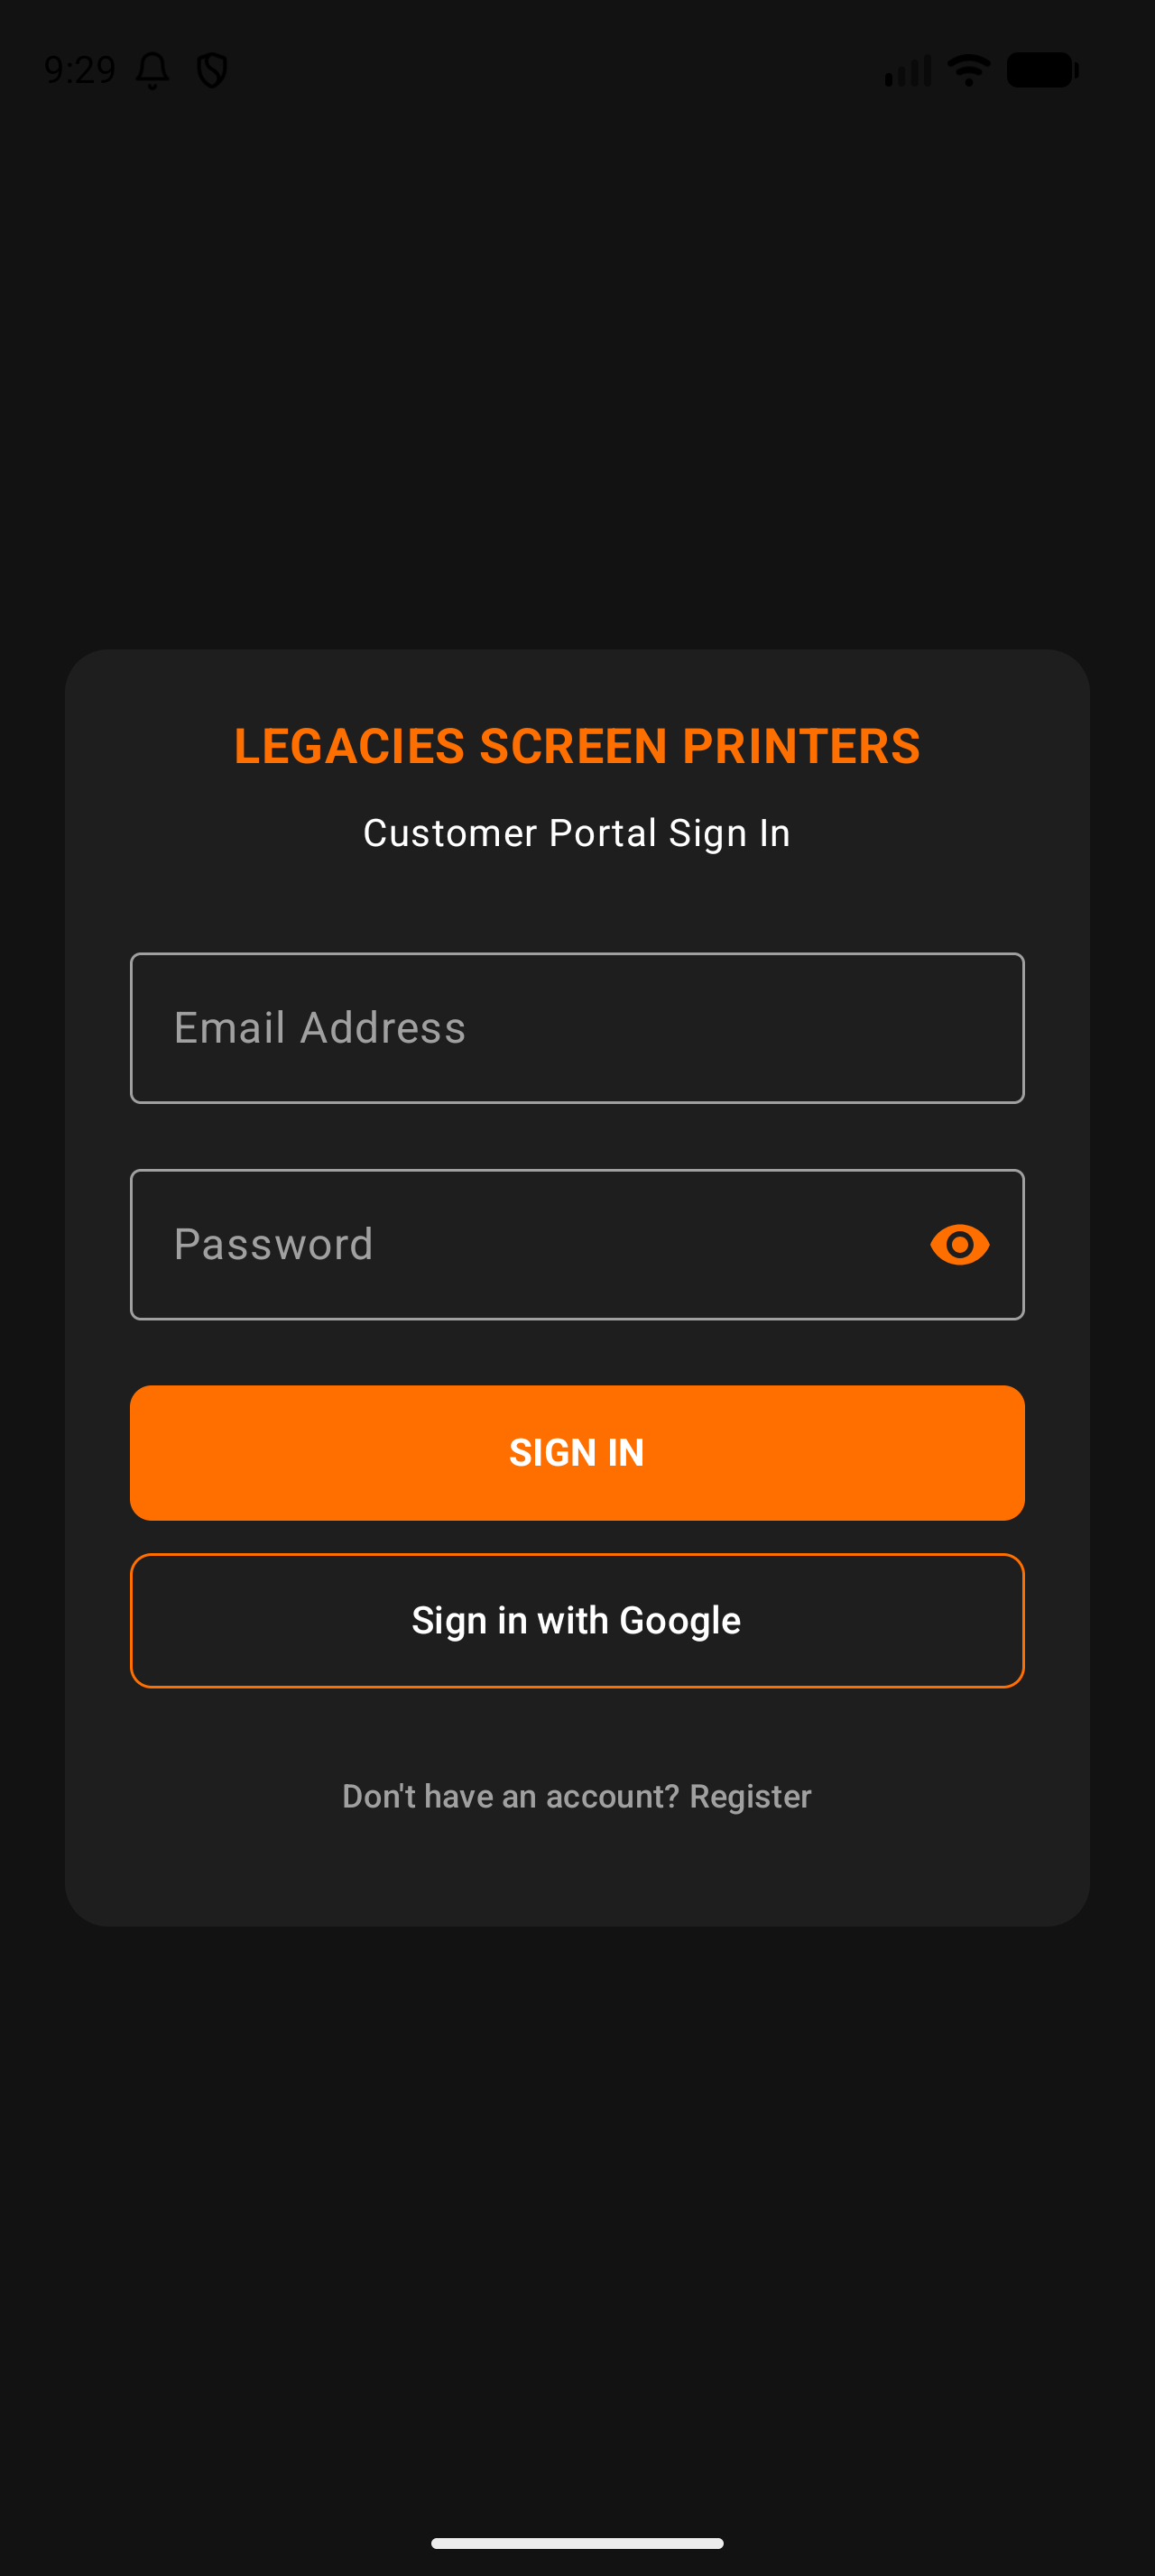 9:29
LEGACIES SCREEN PRINTERS
Customer Portal Sign In
Email Address
Password
SIGN IN
Sign in with Google
Don't have an account? Register